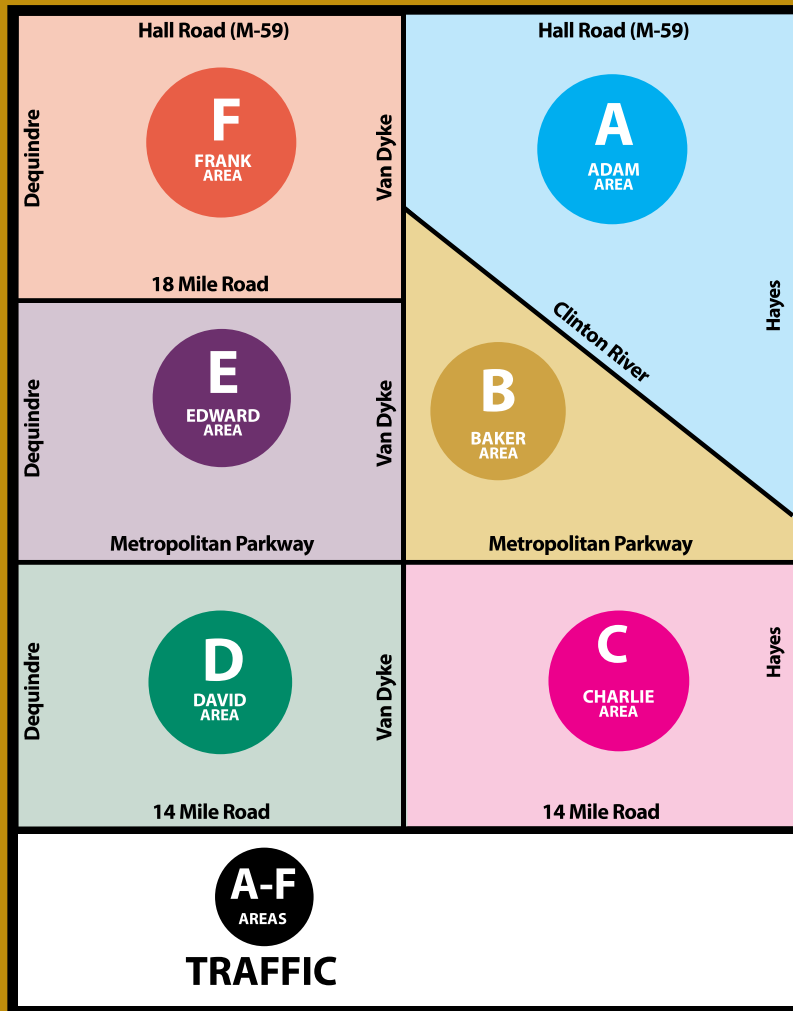 Hall Road (M-59)
F
FRANK
AREA
Dequindre
Van Dyke
18 Mile Road
Hall Road (M-59)
A
ADAM
AREA
Hayes
Clinton River
E
EDWARD
AREA
Dequindre
Van Dyke
Metropolitan Parkway
B
BAKER
AREA
Metropolitan Parkway
D
DAVID
AREA
Dequindre
Van Dyke
14 Mile Road
C
CHARLIE
AREA
Hayes
14 Mile Road
A-F
AREAS
TRAFFIC